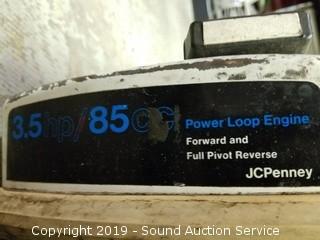 3.5hp/85CC Power Loop Engine
Forward and
Full Pivot Reverse
JCPenney
Copyright 2019 - Sound Auction Service